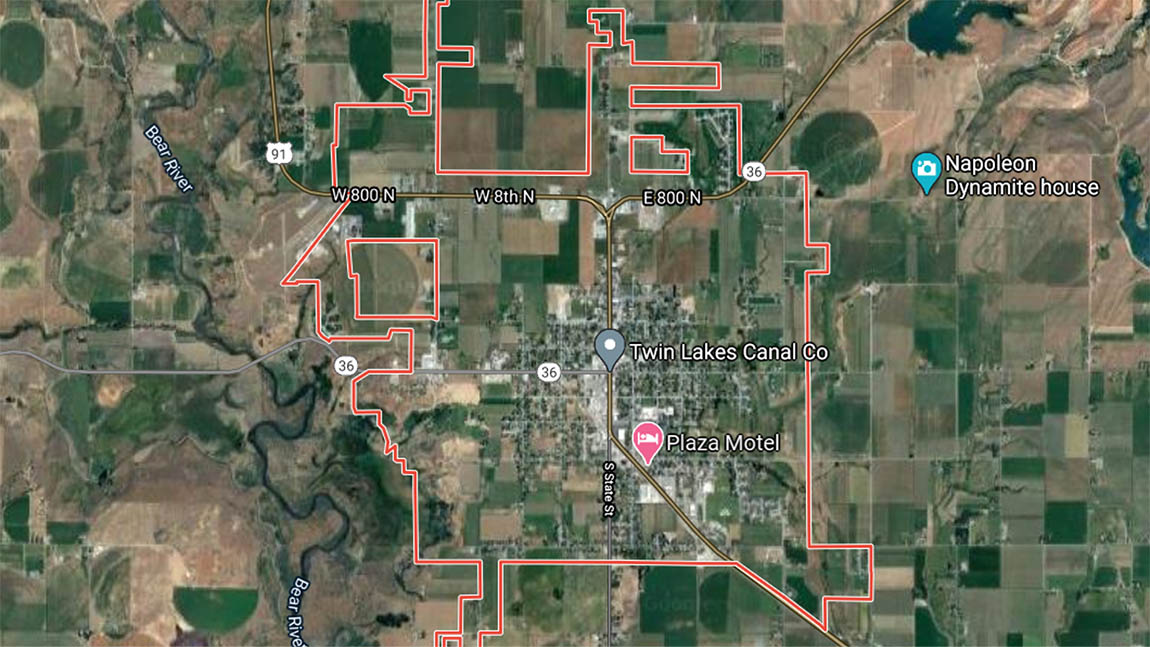 Bear River
91
36
Napoleon
Dynamite house
W 800 N
W 8th N
E 800 N
Twin Lakes Canal Co
36
36
Plaza Motel
S State St
Bear Rive